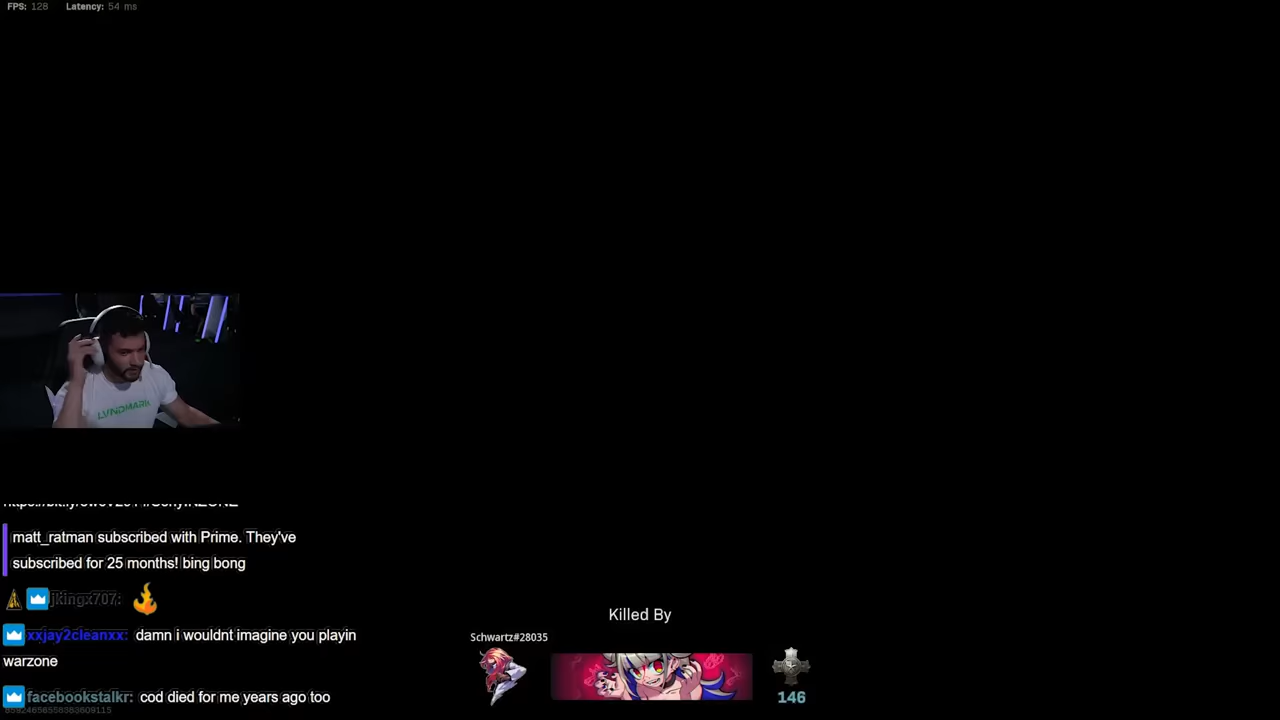 FPS: 128 Latency: 54 ms
LVNDMARK
matt_ratman subscribed with Prime. They've
subscribed for 25 months! bing bong
jkingx707:
xxjay2cleanxx: damn i wouldnt imagine you playin
warzone
facebookstalkr: cod died for me years ago too
Killed By
Schwartz#28035
146